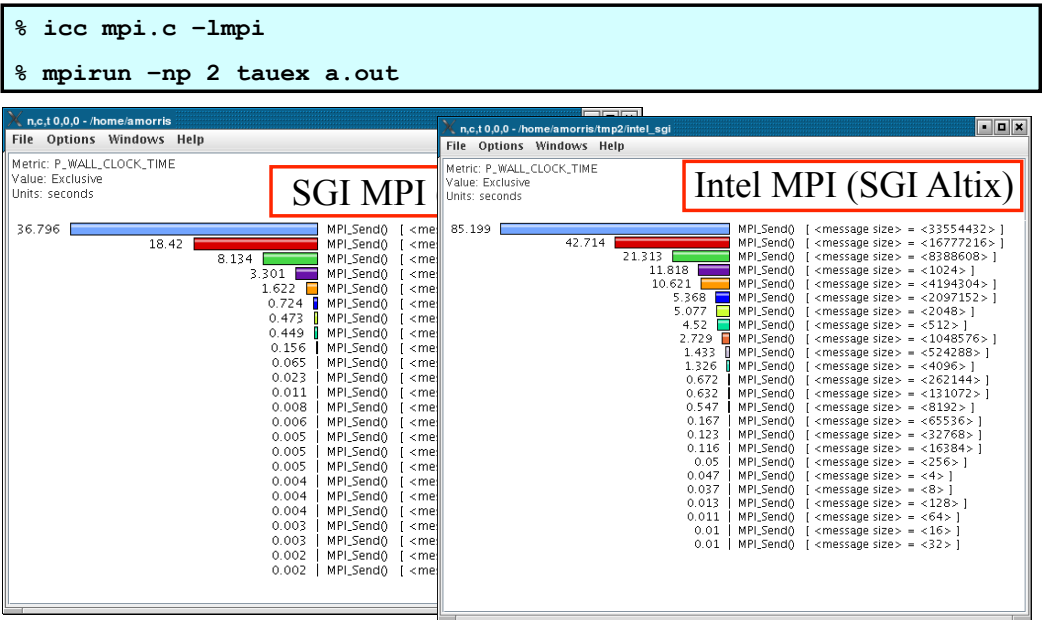 % icc mpi.c –lmpi
% mpirun –np 2 tauex a.out
n,c,t 0,0,0 - /home/amorris
File Options Windows Help
Metric: P_WALL_CLOCK_TIME
Value: Exclusive
Units: seconds
SGI MPI
36.796 MPI_Send() [ <me
18.42 MPI_Send() [ <me
8.134 MPI_Send() [ <me
3.301 MPI_Send() [ <me
1.622 MPI_Send() [ <me
0.724 MPI_Send() [ <me
0.473 MPI_Send() [ <me
0.449 MPI_Send() [ <me
0.156 MPI_Send() [ <me
0.065 MPI_Send() [ <me
0.023 MPI_Send() [ <me
0.011 MPI_Send() [ <me
0.008 MPI_Send() [ <me
0.006 MPI_Send() [ <me
0.005 MPI_Send() [ <me
0.005 MPI_Send() [ <me
0.005 MPI_Send() [ <me
0.004 MPI_Send() [ <me
0.004 MPI_Send() [ <me
0.004 MPI_Send() [ <me
0.003 MPI_Send() [ <me
0.003 MPI_Send() [ <me
0.002 MPI_Send() [ <me
0.002 MPI_Send() [ <me
n,c,t 0,0,0 - /home/amorris/tmp2/intel_sgi
File Options Windows Help
Metric: P_WALL_CLOCK_TIME
Value: Exclusive
Units: seconds
Intel MPI (SGI Altix)
85.199 MPI_Send() [ <message size> = <33554432> ]
42.714 MPI_Send() [ <message size> = <16777216> ]
21.313 MPI_Send() [ <message size> = <8388608> ]
11.818 MPI_Send() [ <message size> = <1024> ]
10.621 MPI_Send() [ <message size> = <4194304> ]
5.368 MPI_Send() [ <message size> = <2097152> ]
5.077 MPI_Send() [ <message size> = <2048> ]
4.52 MPI_Send() [ <message size> = <512> ]
2.729 MPI_Send() [ <message size> = <1048576> ]
1.433 MPI_Send() [ <message size> = <524288> ]
1.326 MPI_Send() [ <message size> = <4096> ]
0.672 MPI_Send() [ <message size> = <262144> ]
0.632 MPI_Send() [ <message size> = <131072> ]
0.547 MPI_Send() [ <message size> = <8192> ]
0.167 MPI_Send() [ <message size> = <65536> ]
0.123 MPI_Send() [ <message size> = <32768> ]
0.116 MPI_Send() [ <message size> = <16384> ]
0.05 MPI_Send() [ <message size> = <256> ]
0.047 MPI_Send() [ <message size> = <4> ]
0.037 MPI_Send() [ <message size> = <8> ]
0.013 MPI_Send() [ <message size> = <128> ]
0.011 MPI_Send() [ <message size> = <64> ]
0.01 MPI_Send() [ <message size> = <16> ]
0.01 MPI_Send() [ <message size> = <32> ]